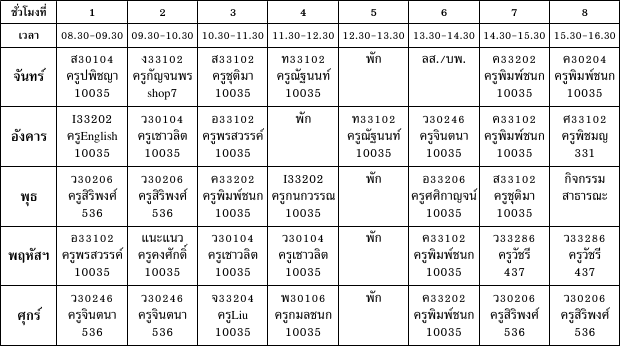 ชั่วโมงที่ 1 2 3 4 5 6 7 8
เวลา 08.30-09.30 09.30-10.30 10.30-11.30 11.30-12.30 12.30-13.30 13.30-14.30 14.30-15.30 15.30-16.30
จันทร์
ส30104
ครูปพิชญา
10035
ง33102
ครูกัญจนพร
shop7
ส33102
ครูชุติมา
10035
ท33102
ครูณัฐนนท์
10035
พัก
ลส./บพ.
ค33202
ครูพิมพ์ชนก
10035
ค30204
ครูพิมพ์ชนก
10035
อังคาร
I33202
ครูEnglish
10035
ว30104
ครูเชาวลิต
10035
อ33102
ครูพรสวรรค์
10035
พัก
ท33102
ครูณัฐนนท์
10035
ว30246
ครูจินตนา
10035
ค33102
ครูพิมพ์ชนก
10035
ศ33102
ครูพิชมญ
331
พุธ
ว30206
ครูสิริพงศ์
536
ว30206
ครูสิริพงศ์
536
ค33202
ครูพิมพ์ชนก
10035
I33202
ครูกนกวรรณ
10035
พัก
อ33206
ครูศศิกาญจน์
10035
ส33102
ครูชุติมา
10035
กิจกรรม
สาธารณะ
พฤหัสฯ
อ33102
ครูพรสวรรค์
10035
แนะแนว
ครูคงศักดิ์
10035
ว30104
ครูเชาวลิต
10035
ว30104
ครูเชาวลิต
10035
พัก
ค33102
ครูพิมพ์ชนก
10035
ว33286
ครูวัชรี
437
ว33286
ครูวัชรี
437
ศุกร์
ว30246
ครูจินตนา
536
ว30246
ครูจินตนา
536
จ33204
ครูLiu
10035
พ30106
ครูกมลชนก
10035
พัก
ค33202
ครูพิมพ์ชนก
10035
ว30206
ครูสิริพงศ์
536
ว30206
ครูสิริพงศ์
536